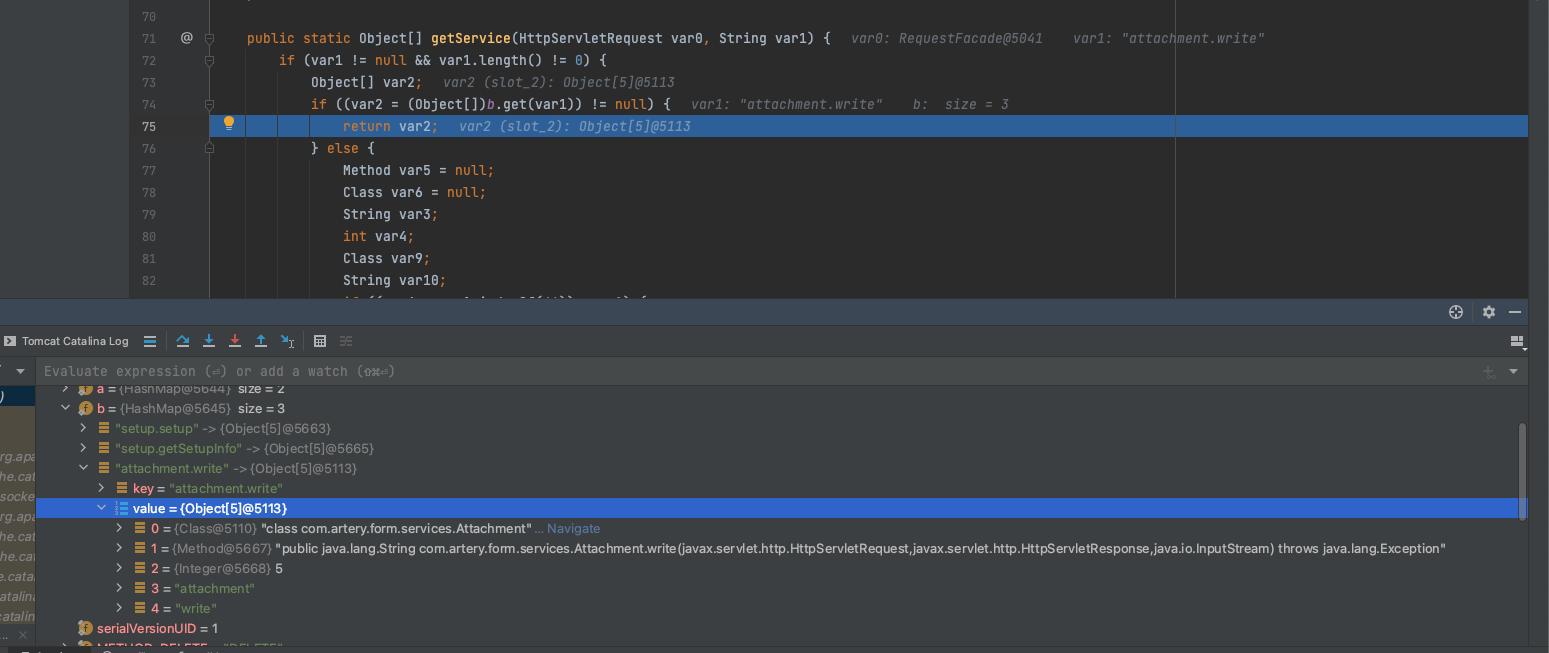 70
71 @ public static Object[] getService(HttpServletRequest var0, String var1) { var0: RequestFacade@5041 var1: "attachment.write"
72 if (var1 != null && var1.length() != 0) {
73 Object[] var2; var2 (slot_2): Object[5]@5113
74 if ((var2 = (Object[])b.get(var1)) != null) { var1: "attachment.write" b: size = 3
75 return var2; var2 (slot_2): Object[5]@5113
76 } else {
77 Method var5 = null;
78 Class var6 = null;
79 String var3;
80 int var4;
81 Class var9;
82 String var10;
Tomcat Catalina Log
Evaluate expression (⏎) or add a watch (⇧⌘⏎)
a = {HashMap@5644} size = 2
b = {HashMap@5645} size = 3
"setup.setup" -> {Object[5]@5663}
"setup.getSetupInfo" -> {Object[5]@5665}
"attachment.write" -> {Object[5]@5113}
key = "attachment.write"
value = {Object[5]@5113}
0 = {Class@5110} "class com.artery.form.services.Attachment" ... Navigate
1 = {Method@5667} "public java.lang.String com.artery.form.services.Attachment.write(javax.servlet.http.HttpServletRequest,javax.servlet.http.HttpServletResponse,java.io.InputStream) throws java.lang.Exception"
2 = {Integer@5668} 5
3 = "attachment"
4 = "write"
serialVersionUID = 1
METHOD_DELETE = "DELETE"
)
rg.apa
he.cat
socke
rg.apa
he.cat
he.cat
e.catal
atalina
catalin
...